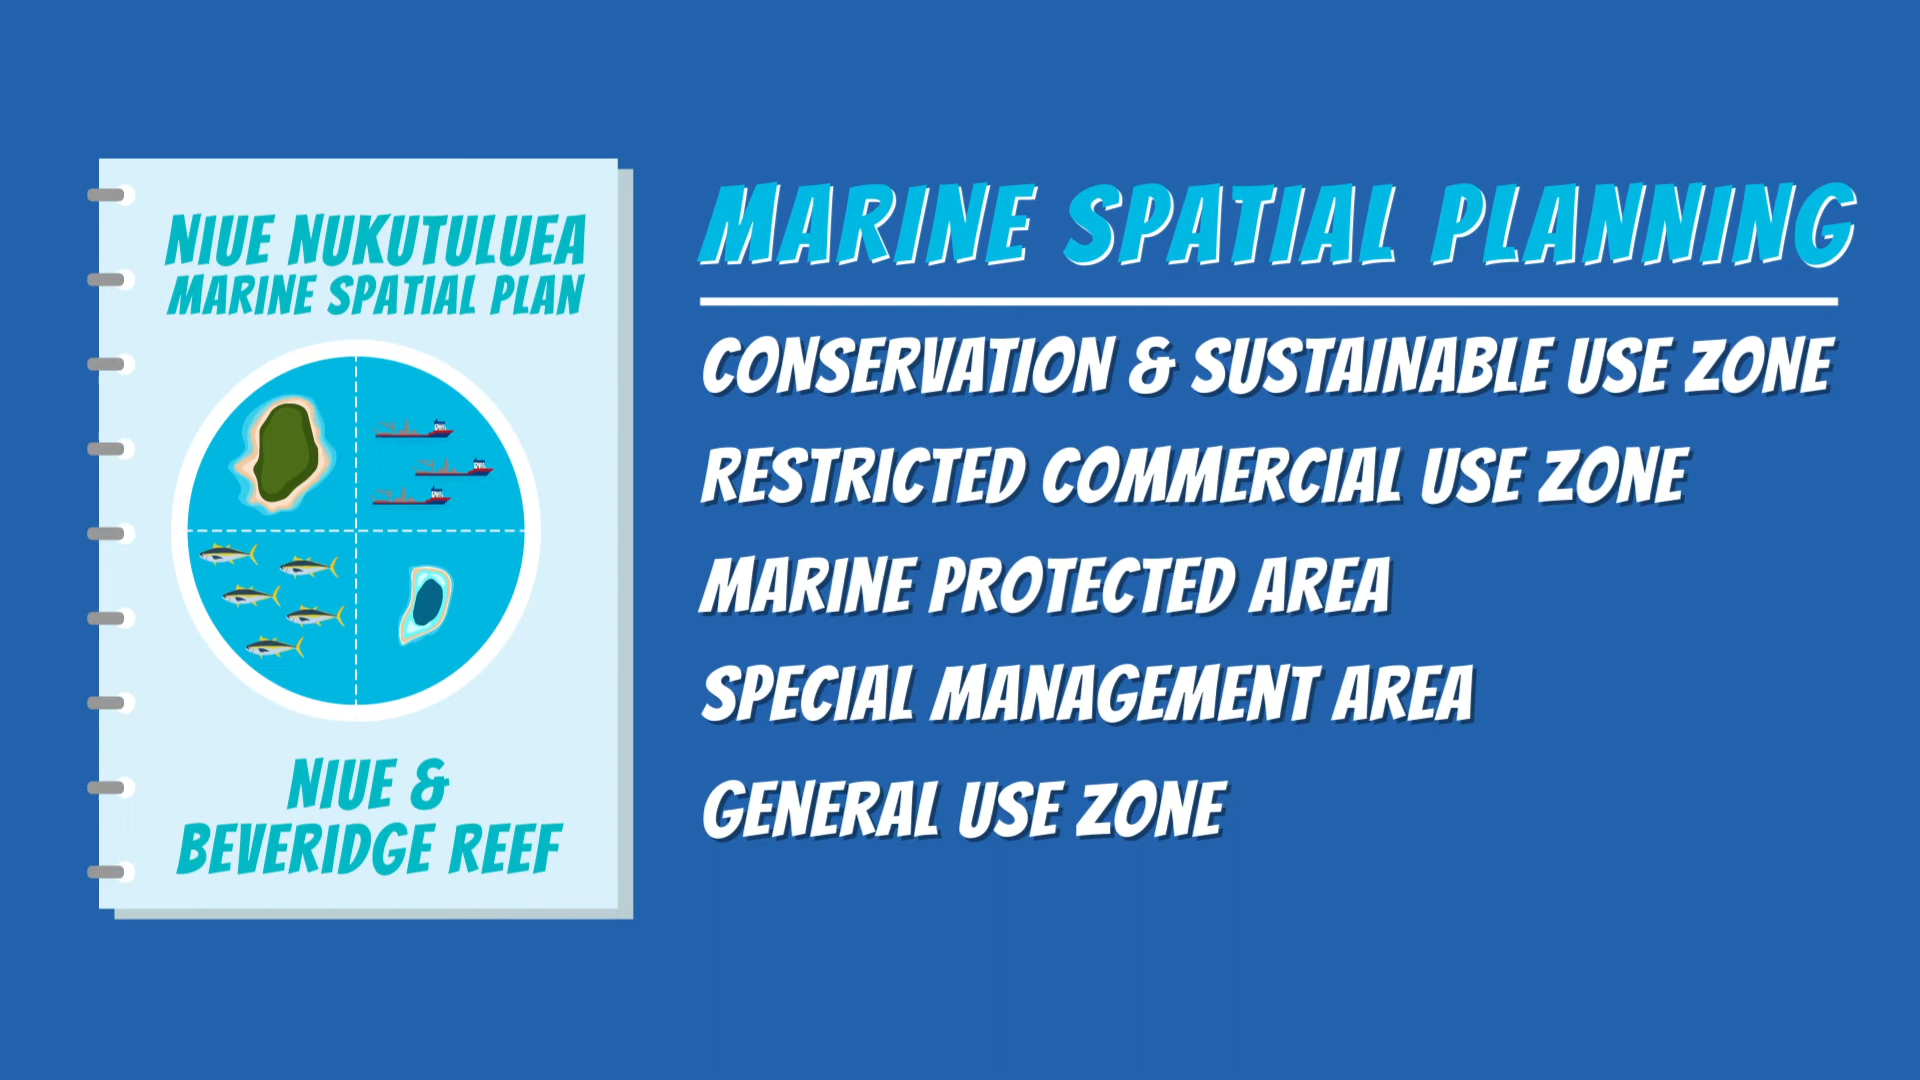 NIUE NUKUTULUEA
MARINE SPATIAL PLAN
NIUE &
BEVERIDGE REEF
MARINE SPATIAL PLANNING
CONSERVATION & SUSTAINABLE USE ZONE
RESTRICTED COMMERCIAL USE ZONE
MARINE PROTECTED AREA
SPECIAL MANAGEMENT AREA
GENERAL USE ZONE